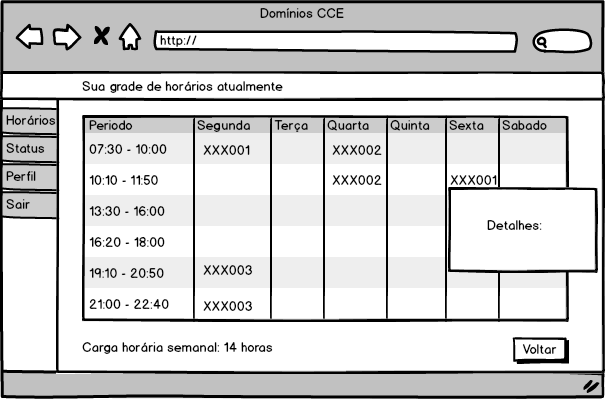 Domínios CCE
http://
Sua grade de horários atualmente
Horários
Status
Perfil
Sair
Periodo Segunda Terça Quarta Quinta Sexta Sabado
07:30 - 10:00 XXX001 XXX002
10:10 - 11:50 XXX002 XXX001
13:30 - 16:00
Detalhes:
16:20 - 18:00
19:10 - 20:50 XXX003
21:00 - 22:40 XXX003
Carga horária semanal: 14 horas
Voltar